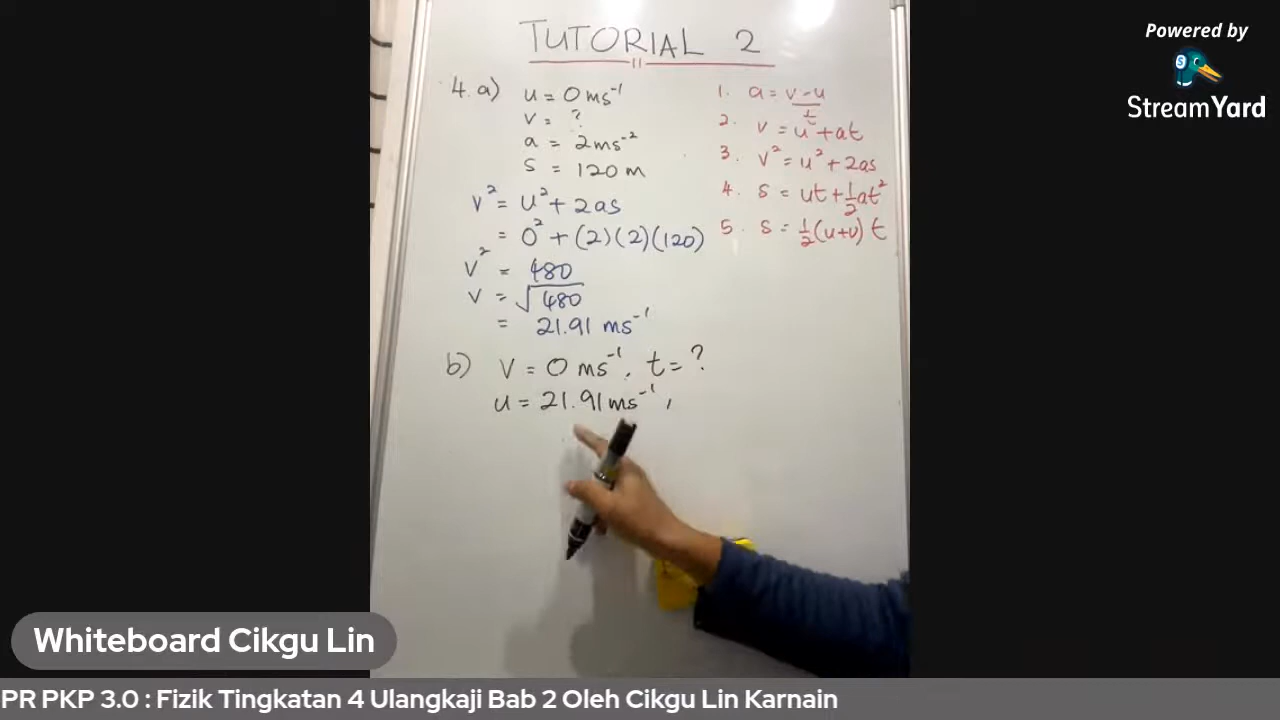 TUTORIAL 2
4. a) u = 0 ms⁻¹
v = ?
a = 2 ms⁻²
s = 120 m
v² = u² + 2as
= 0² + (2)(2)(120)
v² = 480
v = √480
= 21.91 ms⁻¹
b) v = 0 ms⁻¹, t = ?
u = 21.91 ms⁻¹,
1. a = v - u / t
2. v = u + at
3. v² = u² + 2as
4. s = ut + ½at²
5. s = ½(u+v) t
Powered by
S
StreamYard
Whiteboard Cikgu Lin
PR PKP 3.0 : Fizik Tingkatan 4 Ulangkaji Bab 2 Oleh Cikgu Lin Karnain